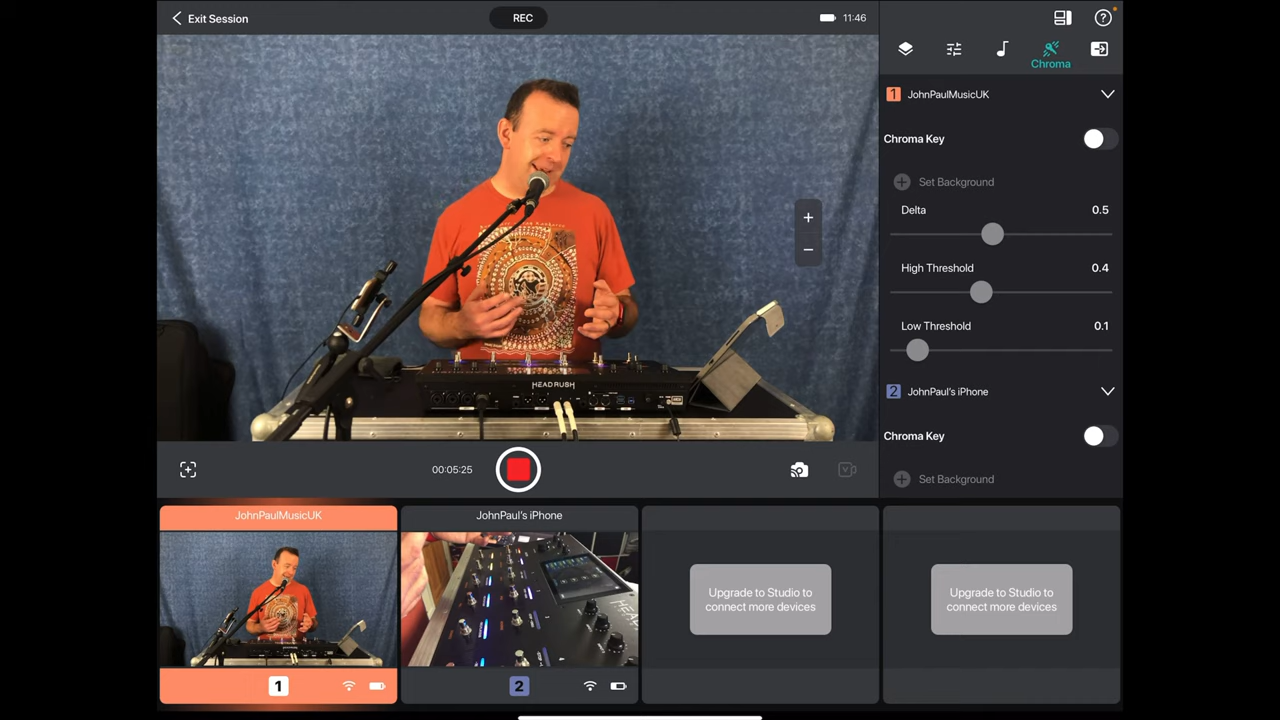 Exit Session
REC
11:46
?
Chroma
1 JohnPaulMusicUK
Chroma Key
Set Background
Delta 0.5
High Threshold 0.4
Low Threshold 0.1
2 JohnPaul's iPhone
Chroma Key
Set Background
+
−
HEADRUSH
00:05:25
JohnPaulMusicUK
JohnPaul's iPhone
Upgrade to Studio to
connect more devices
Upgrade to Studio to
connect more devices
1
2